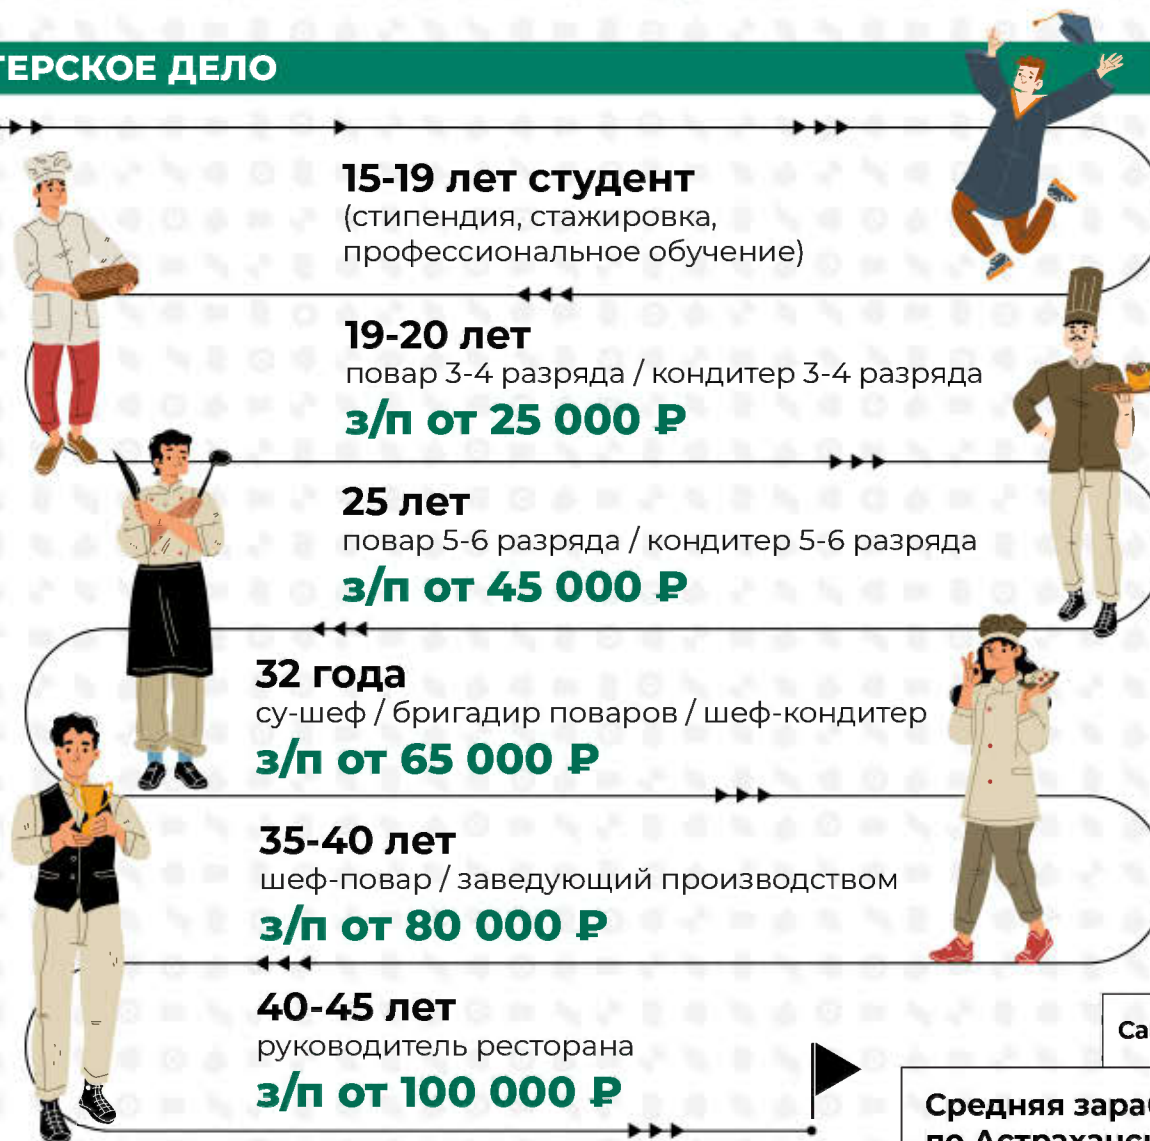 ТЕРСКОЕ ДЕЛО
15-19 лет студент
(стипендия, стажировка,
профессиональное обучение)
19-20 лет
повар 3-4 разряда / кондитер 3-4 разряда
з/п от 25 000 ₽
25 лет
повар 5-6 разряда / кондитер 5-6 разряда
з/п от 45 000 ₽
32 года
су-шеф / бригадир поваров / шеф-кондитер
з/п от 65 000 ₽
35-40 лет
шеф-повар / заведующий производством
з/п от 80 000 ₽
40-45 лет
руководитель ресторана
з/п от 100 000 ₽
Са
Средняя зараб
по Астраханс